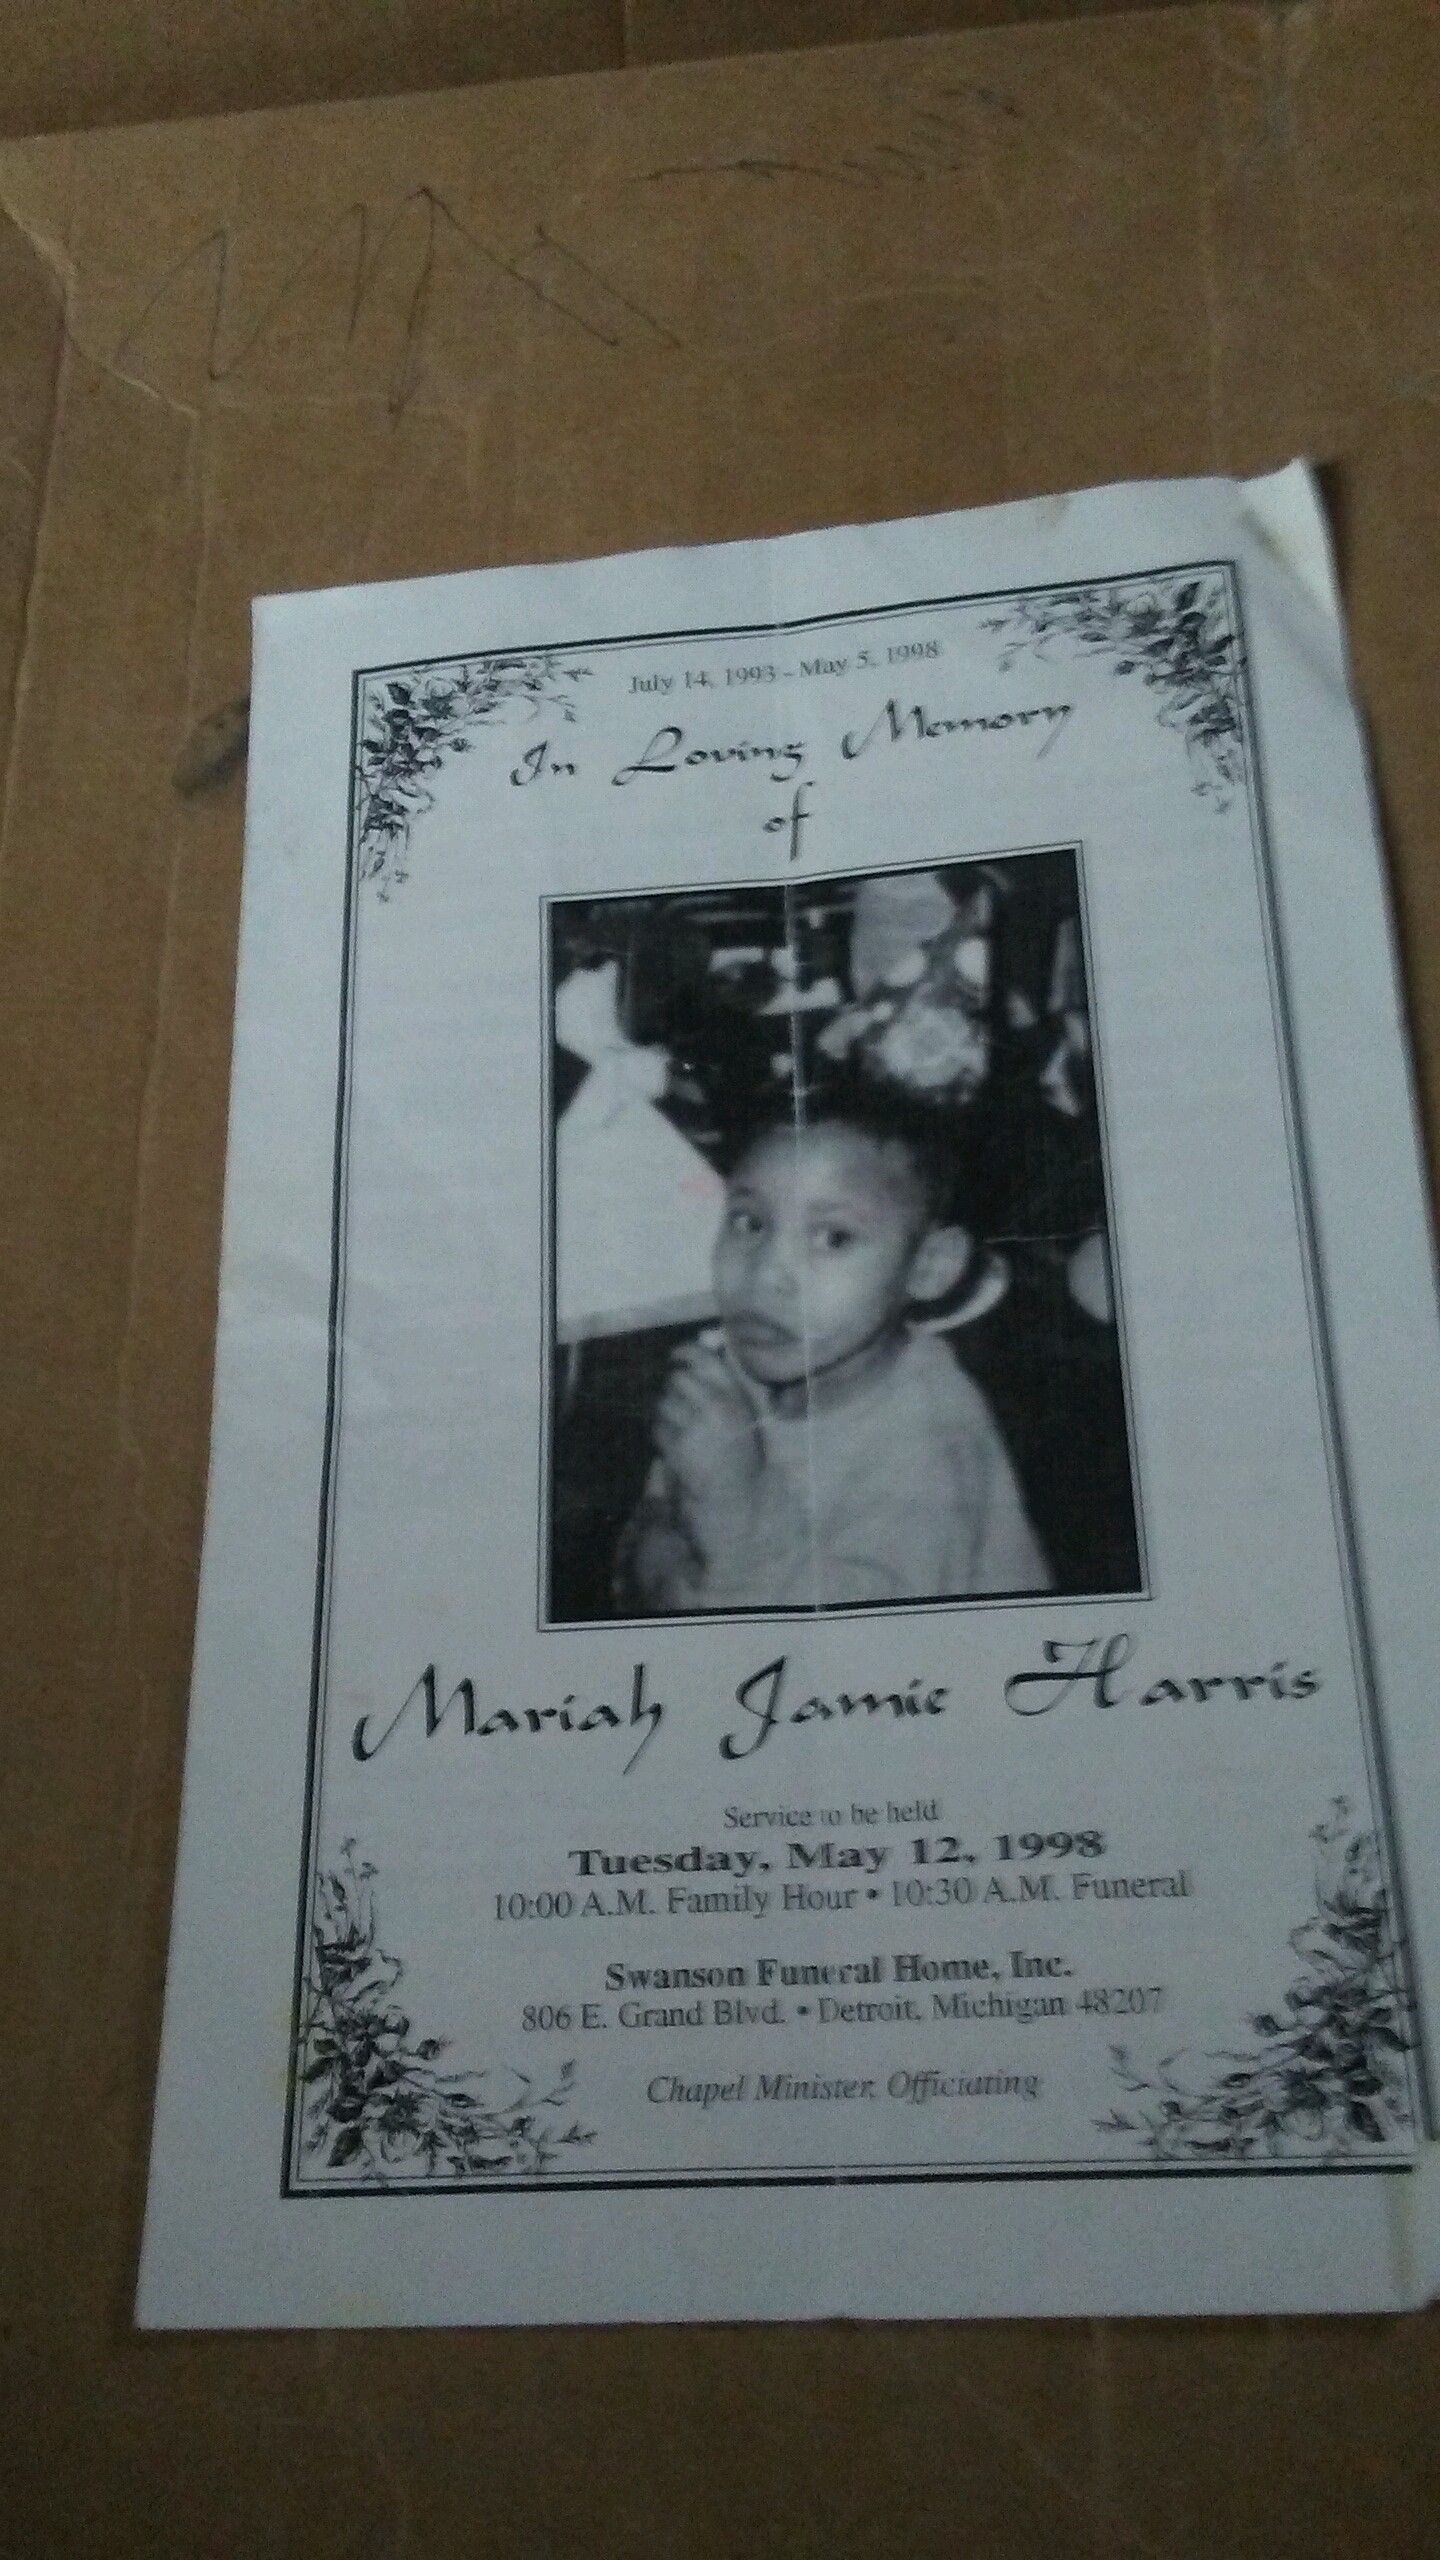 July 14, 1993 - May 5, 1998
In Loving Memory
of
Mariah Jamie Harris
Service to be held
Tuesday, May 12, 1998
10:00 A.M. Family Hour • 10:30 A.M. Funeral
Swanson Funeral Home, Inc.
806 E. Grand Blvd. • Detroit, Michigan 48207
Chapel Minister, Officiating